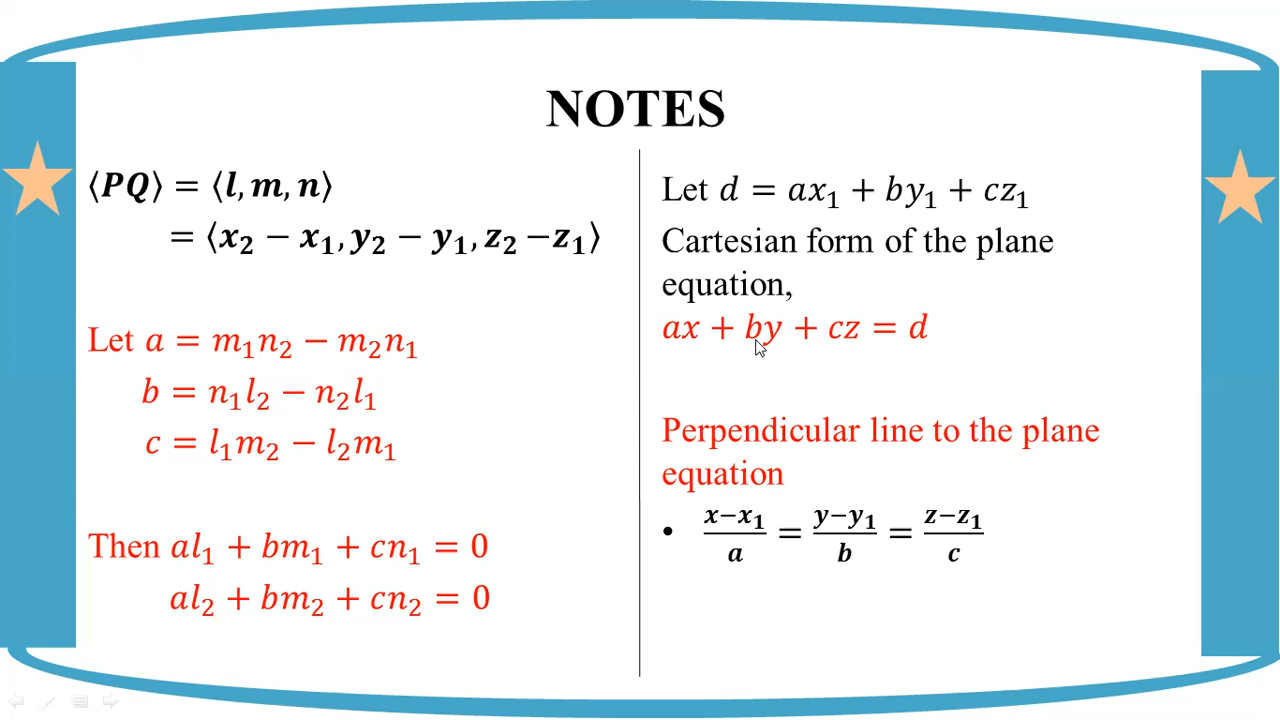 NOTES
⟨PQ⟩ = ⟨l, m, n⟩
= ⟨x₂ − x₁, y₂ − y₁, z₂ −z₁⟩
Let a = m₁n₂ − m₂n₁
b = n₁l₂ − n₂l₁
c = l₁m₂ − l₂m₁
Then al₁ + bm₁ + cn₁ = 0
al₂ + bm₂ + cn₂ = 0
Let d = ax₁ + by₁ + cz₁
Cartesian form of the plane
equation,
ax + by + cz = d
Perpendicular line to the plane
equation
• (x−x₁)/a = (y−y₁)/b = (z−z₁)/c